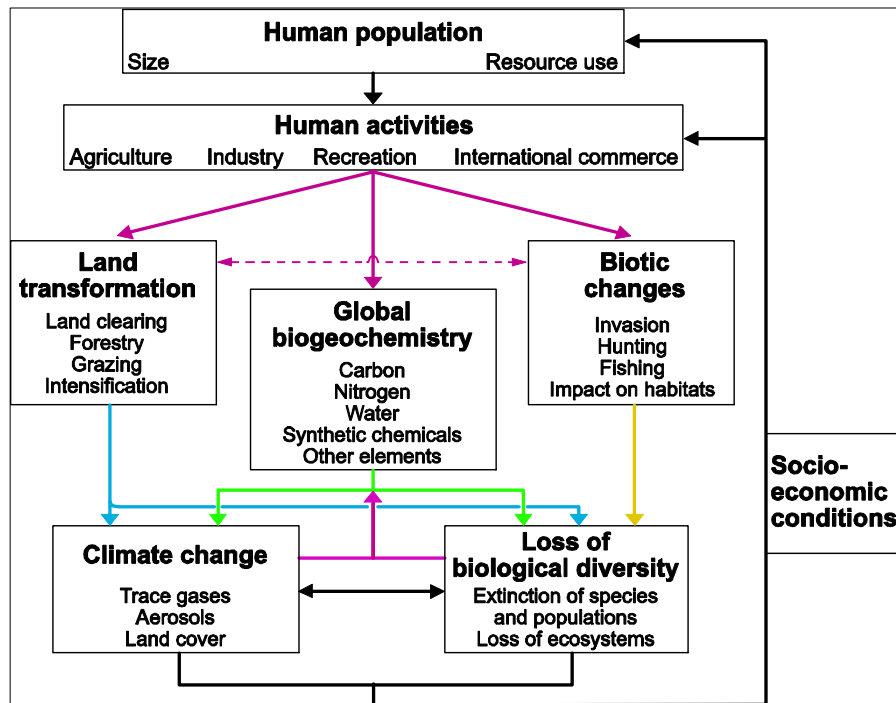 Human population
Size Resource use
Human activities
Agriculture Industry Recreation International commerce
Land
transformation
Land clearing
Forestry
Grazing
Intensification
Global
biogeochemistry
Carbon
Nitrogen
Water
Synthetic chemicals
Other elements
Biotic
changes
Invasion
Hunting
Fishing
Impact on habitats
Socio-
economic
conditions
Climate change
Trace gases
Aerosols
Land cover
Loss of
biological diversity
Extinction of species
and populations
Loss of ecosystems